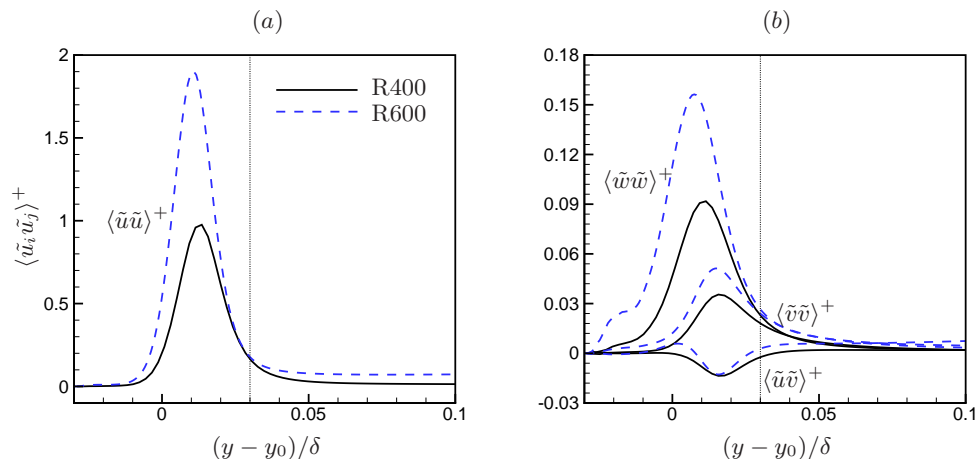 (a)
2
1.5
1
0.5
0
0
0.05
0.1
⟨ũᵢũⱼ⟩⁺
⟨ũũ⟩⁺
R400
R600
(y − y₀)/δ
(b)
0.18
0.15
0.12
0.09
0.06
0.03
0
-0.03
0
0.05
0.1
⟨w̃w̃⟩⁺
⟨ṽṽ⟩⁺
⟨ũṽ⟩⁺
(y − y₀)/δ